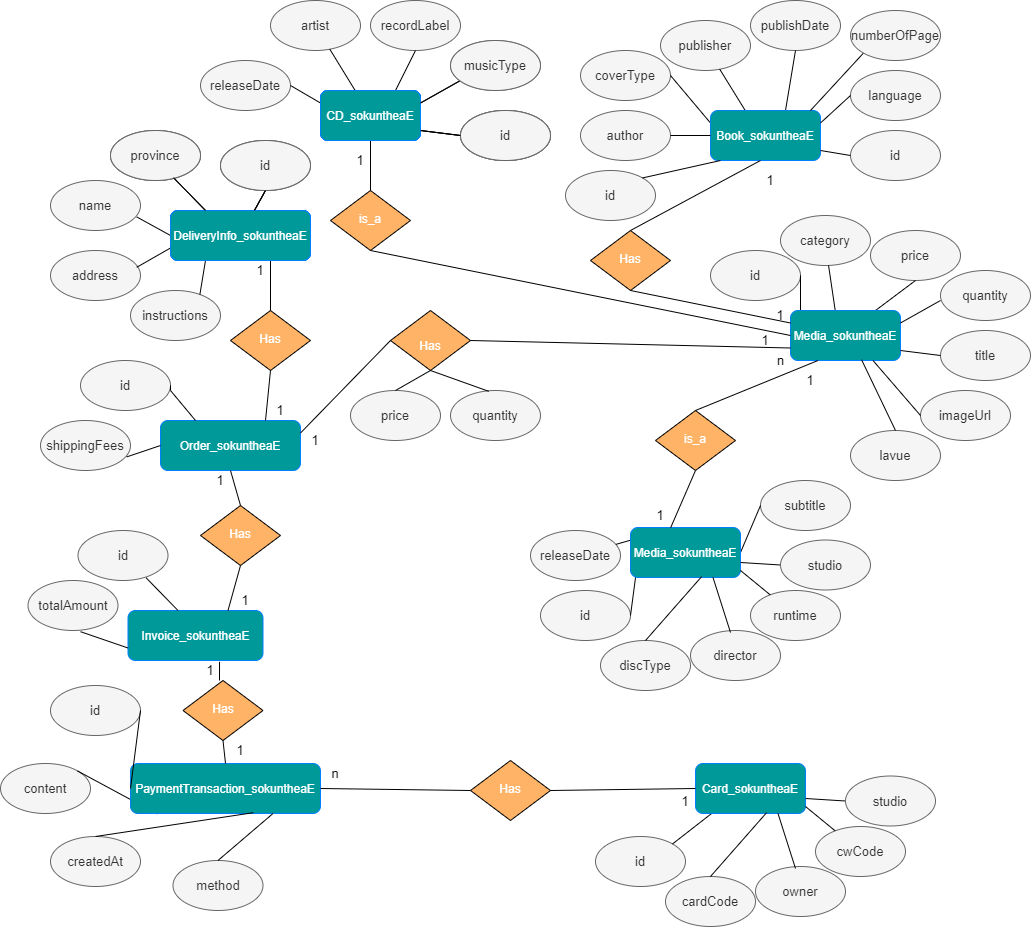 artist
recordLabel
releaseDate
musicType
CD_sokuntheaE
id
1
publishDate
publisher
numberOfPage
coverType
language
author
Book_sokuntheaE
id
id
1
province
id
name
DeliveryInfo_sokuntheaE
address
1
instructions
is_a
Has
category
price
id
quantity
1
Media_sokuntheaE
1
n
title
1
imageUrl
lavue
Has
Has
price
quantity
id
1
shippingFees
Order_sokuntheaE
1
1
is_a
1
subtitle
releaseDate
Media_sokuntheaE
studio
id
runtime
discType
director
Has
id
1
totalAmount
Invoice_sokuntheaE
1
Has
id
1
content
PaymentTransaction_sokuntheaE
n
createdAt
method
Has
Card_sokuntheaE
1
studio
cwCode
id
owner
cardCode